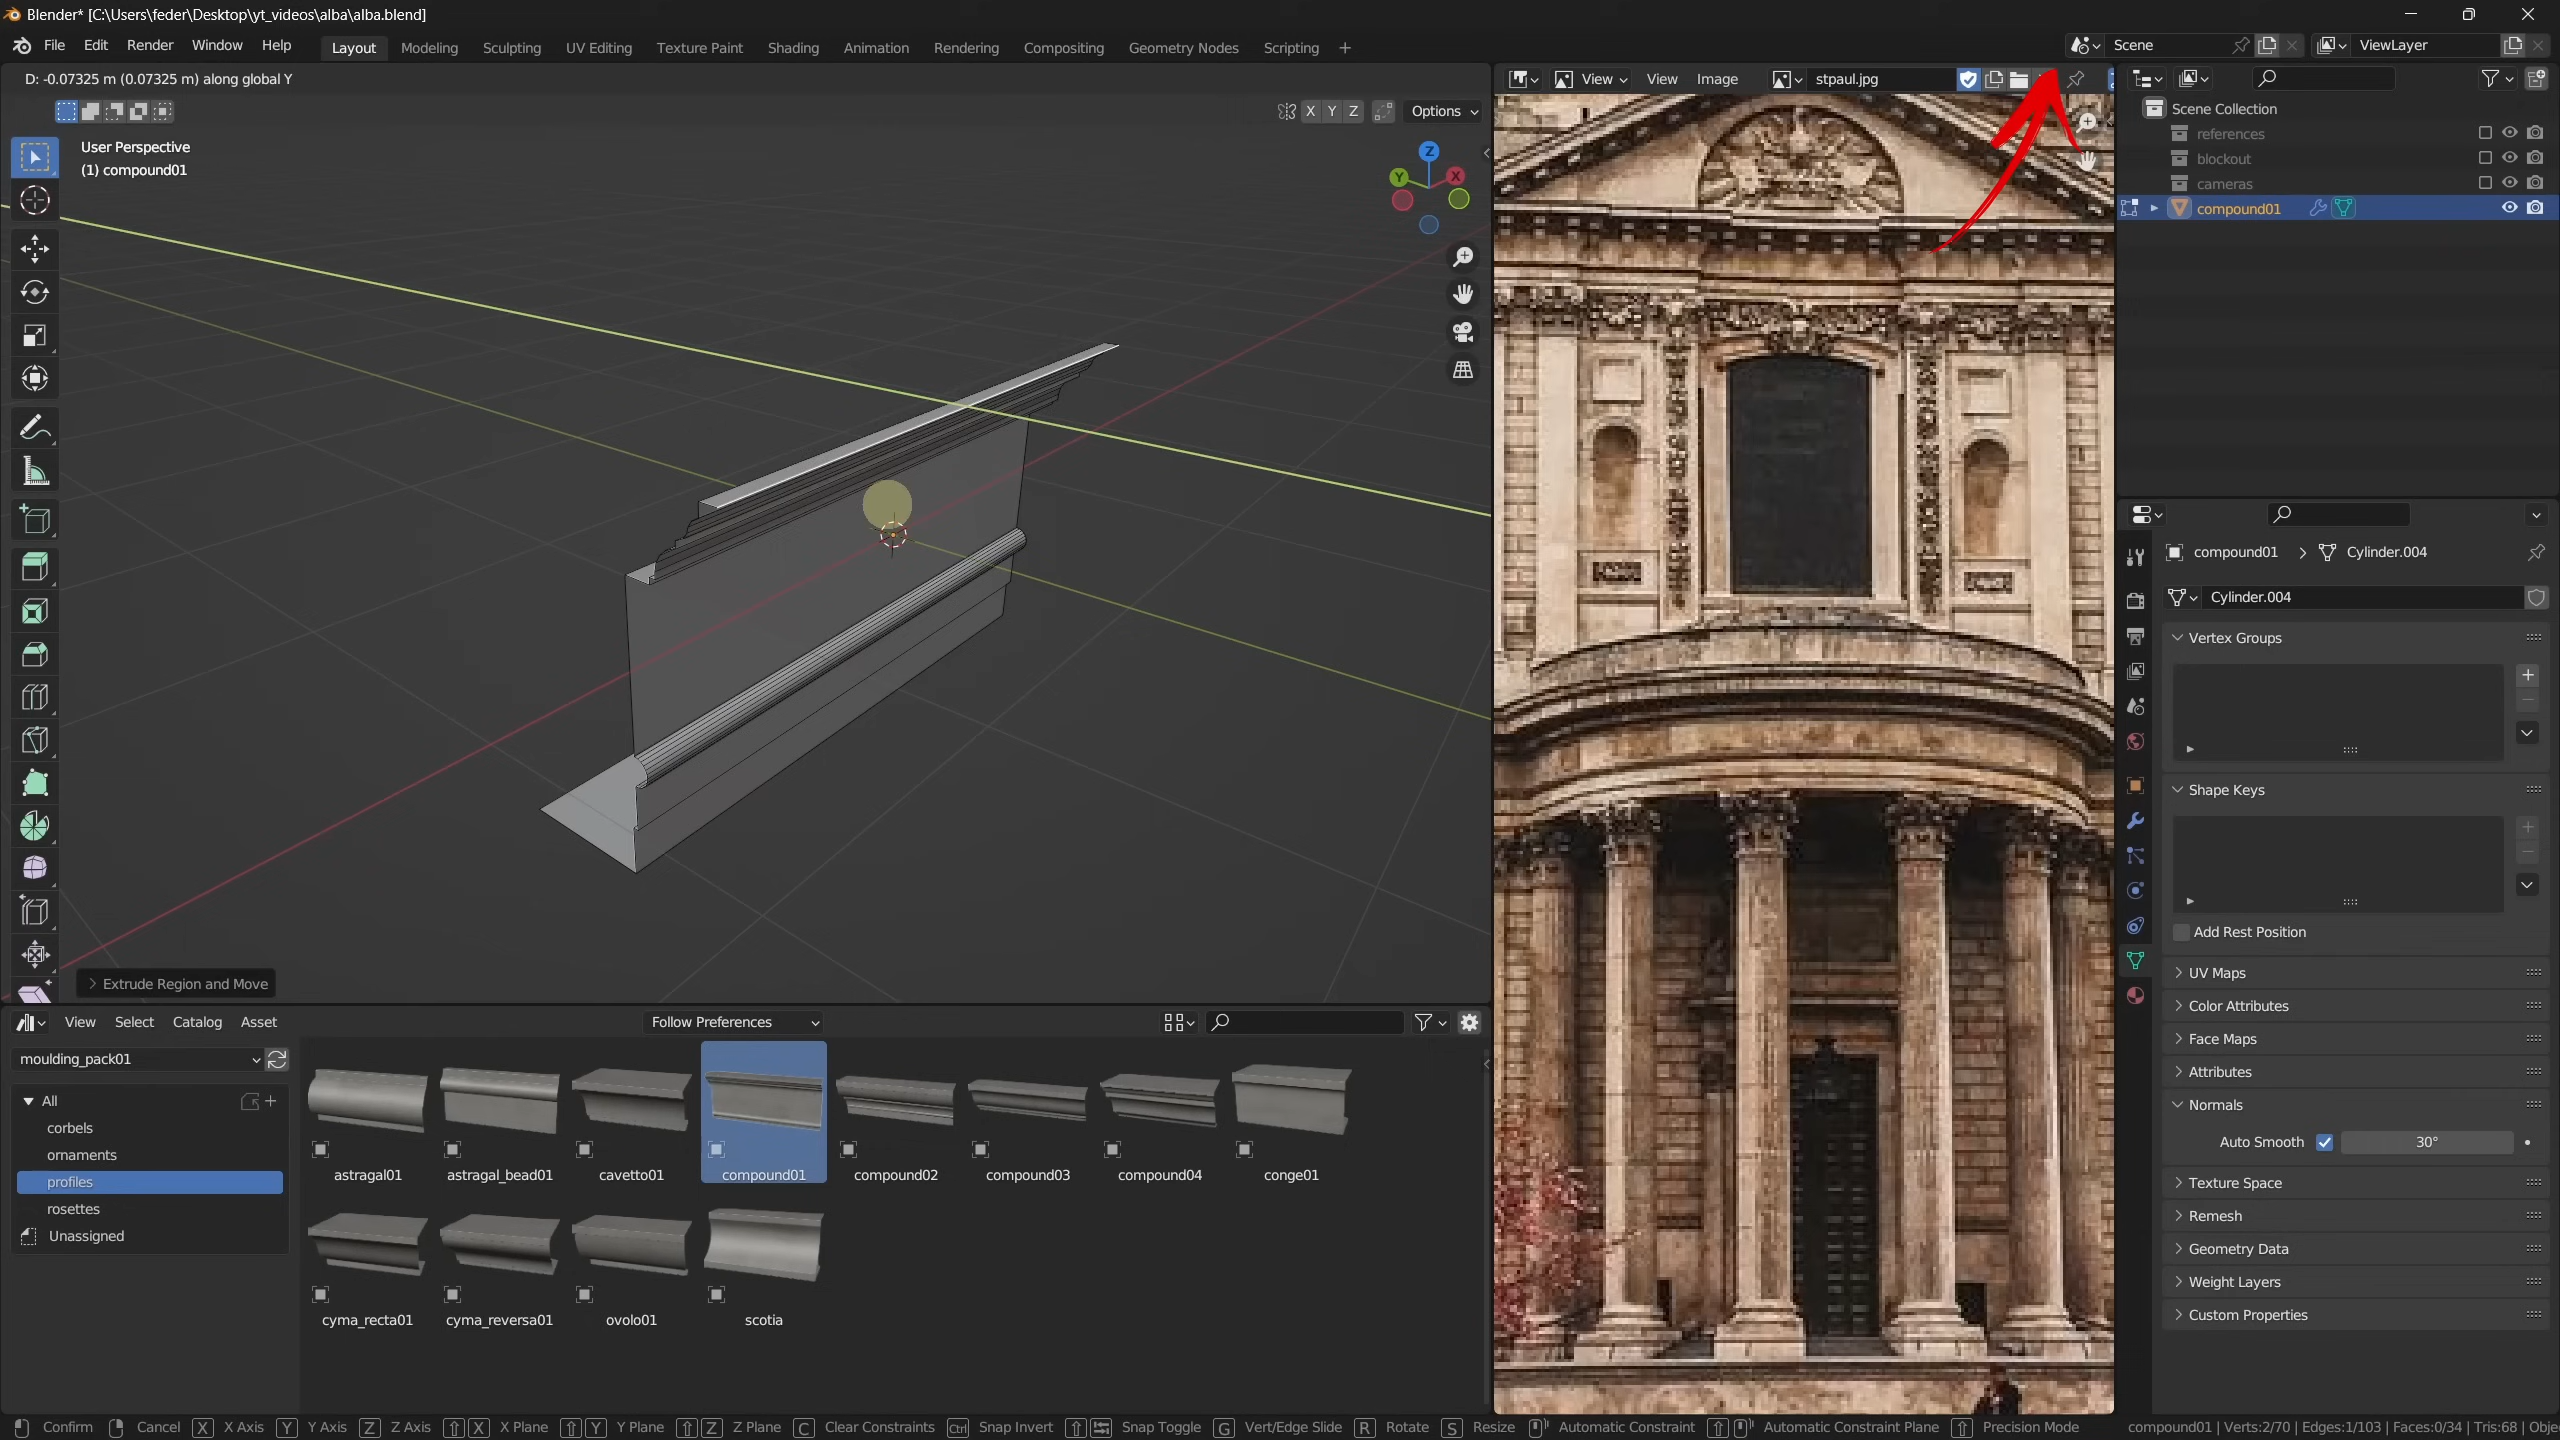 Blender* [C:\Users\feder\Desktop\yt_videos\alba\alba.blend]
File Edit Render Window Help Layout Modeling Sculpting UV Editing Texture Paint Shading Animation Rendering Compositing Geometry Nodes Scripting + Scene ViewLayer
D: -0.07325 m (0.07325 m) along global Y
View View Image stpaul.jpg
X Y Z Options
User Perspective
(1) compound01
Z
Y X
Scene Collection
references
blockout
cameras
compound01
compound01 > Cylinder.004
Cylinder.004
Vertex Groups
Shape Keys
Add Rest Position
UV Maps
Color Attributes
Face Maps
Attributes
Normals
Auto Smooth 30°
Texture Space
Remesh
Geometry Data
Weight Layers
Custom Properties
Extrude Region and Move
View Select Catalog Asset Follow Preferences
moulding_pack01
All
corbels
ornaments
profiles
rosettes
Unassigned
astragal01 astragal_bead01 cavetto01 compound01 compound02 compound03 compound04 conge01
cyma_recta01 cyma_reversa01 ovolo01 scotia
Confirm Cancel X X Axis Y Y Axis Z Z Axis X X Plane Y Y Plane Z Z Plane C Clear Constraints Ctrl Snap Invert Snap Toggle G Vert/Edge Slide R Rotate S Resize Automatic Constraint Automatic Constraint Plane Precision Mode compound01 | Verts:2/70 | Edges:1/103 | Faces:0/34 | Tris:68 | Obje